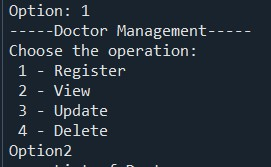 Option: 1
-----Doctor Management-----
Choose the operation:
1 - Register
2 - View
3 - Update
4 - Delete
Option2